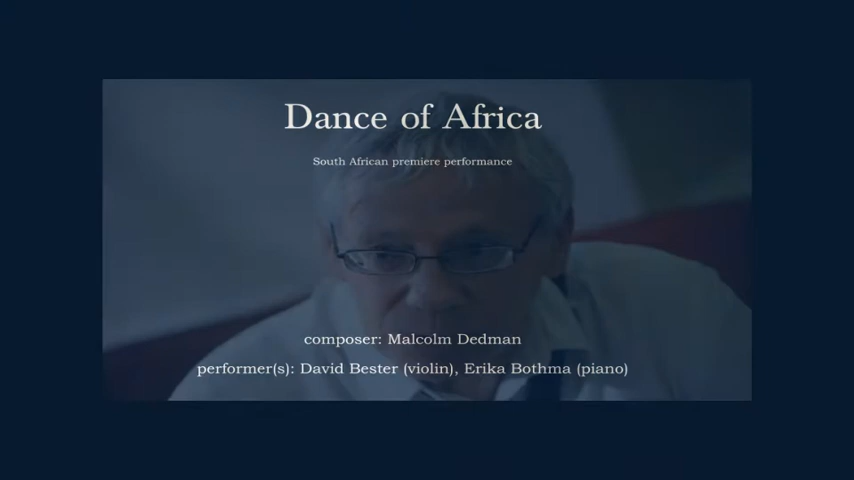 Dance of Africa
South African premiere performance
composer: Malcolm Dedman
performer(s): David Bester (violin), Erika Bothma (piano)